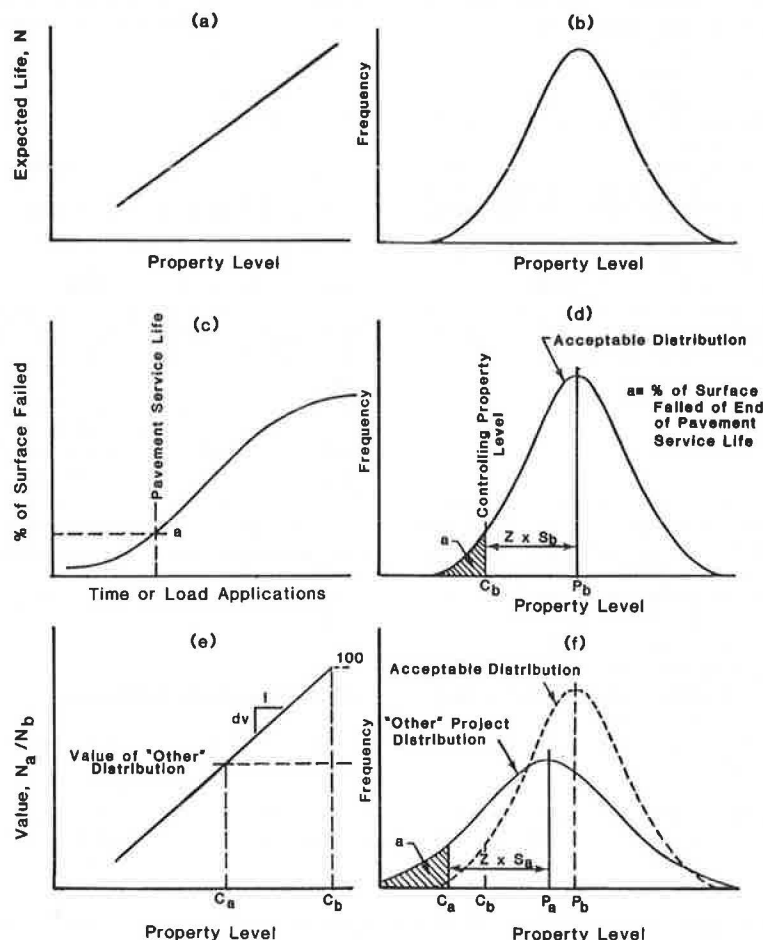 (a)
Expected Life, N
Property Level
(b)
Frequency
Property Level
(c)
% of Surface Failed
Pavement Service Life
a
Time or Load Applications
(d)
Frequency
Acceptable Distribution
Controlling Property
Level
a= % of Surface
Failed of End
of Pavement
Service Life
a
Z x Sb
Cb
Pb
Property Level
(e)
Value, Na/Nb
100
1
dv
Value of "Other"
Distribution
Ca
Cb
Property Level
(f)
Frequency
Acceptable Distribution
"Other" Project
Distribution
a
Z x Sa
Ca
Cb
Pa
Pb
Property Level